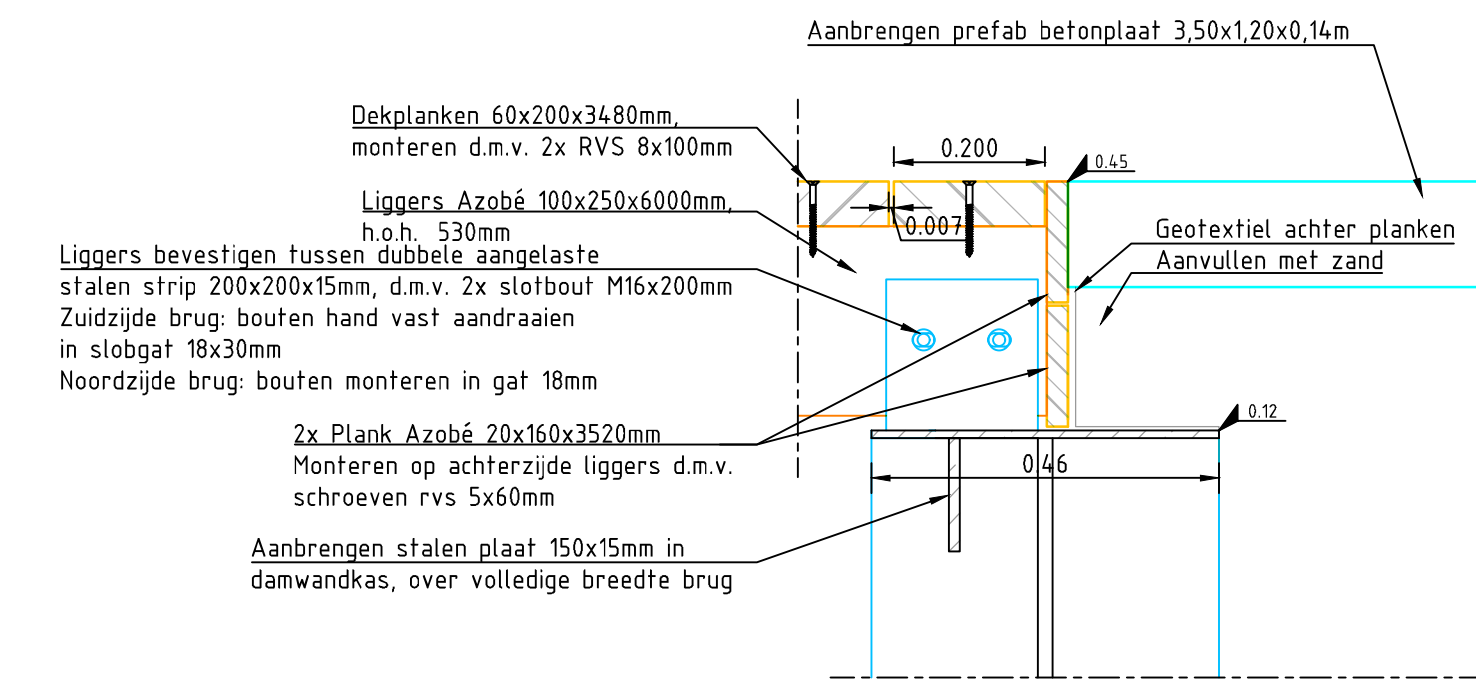 Aanbrengen prefab betonplaat 3,50x1,20x0,14m
Dekplanken 60x200x3480mm,
monteren d.m.v. 2x RVS 8x100mm
0.200
0.45
Liggers Azobé 100x250x6000mm,
h.o.h. 530mm
0.007
Geotextiel achter planken
Aanvullen met zand
Liggers bevestigen tussen dubbele aangelaste
stalen strip 200x200x15mm, d.m.v. 2x slotbout M16x200mm
Zuidzijde brug: bouten hand vast aandraaien
in slobgat 18x30mm
Noordzijde brug: bouten monteren in gat 18mm
0.12
2x Plank Azobé 20x160x3520mm
Monteren op achterzijde liggers d.m.v.
schroeven rvs 5x60mm
0.46
Aanbrengen stalen plaat 150x15mm in
damwandkas, over volledige breedte brug